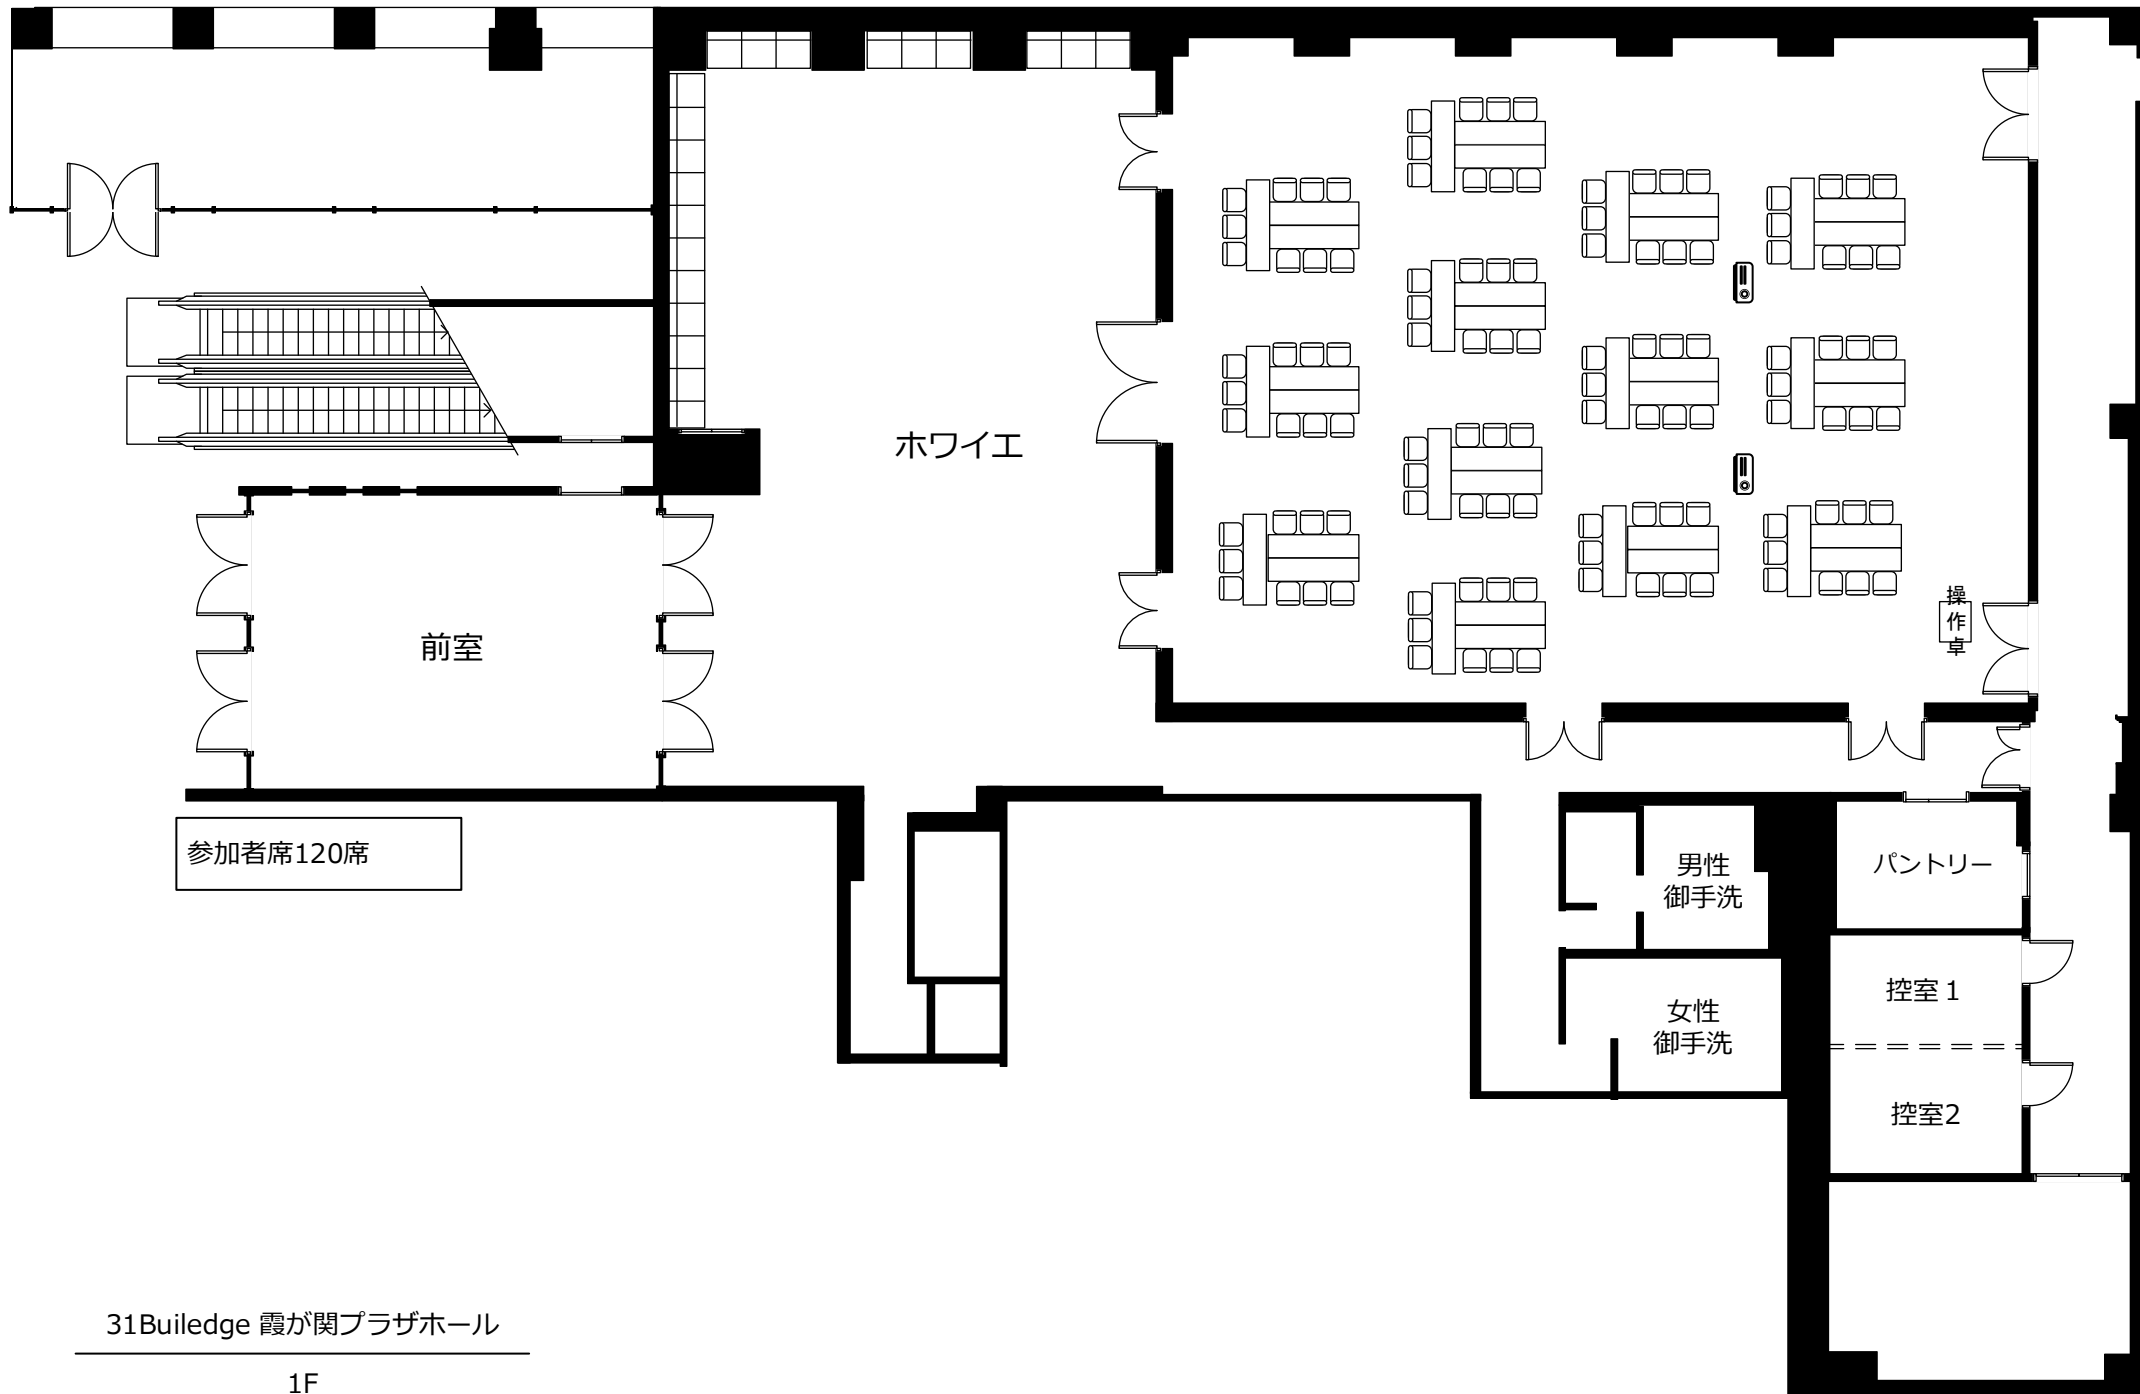 ホワイエ
操
作
卓
前室
参加者席120席
男性
御手洗
パントリー
控室1
女性
御手洗
控室2
31Builedge 霞が関プラザホール
1F